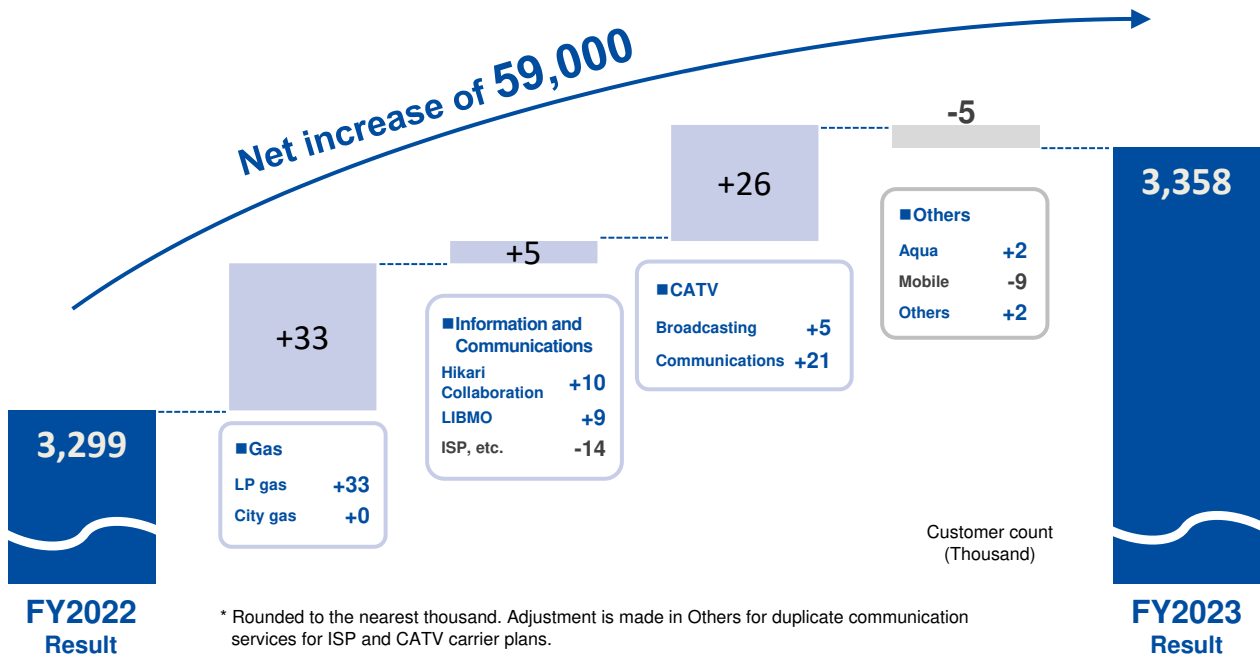 Net increase of 59,000
3,299
+33
■Gas
LP gas +33
City gas +0
+5
■Information and
Communications
Hikari
Collaboration +10
LIBMO +9
ISP, etc. -14
+26
■CATV
Broadcasting +5
Communications +21
-5
■Others
Aqua +2
Mobile -9
Others +2
3,358
Customer count
(Thousand)
FY2022
Result
FY2023
Result
* Rounded to the nearest thousand. Adjustment is made in Others for duplicate communication
services for ISP and CATV carrier plans.